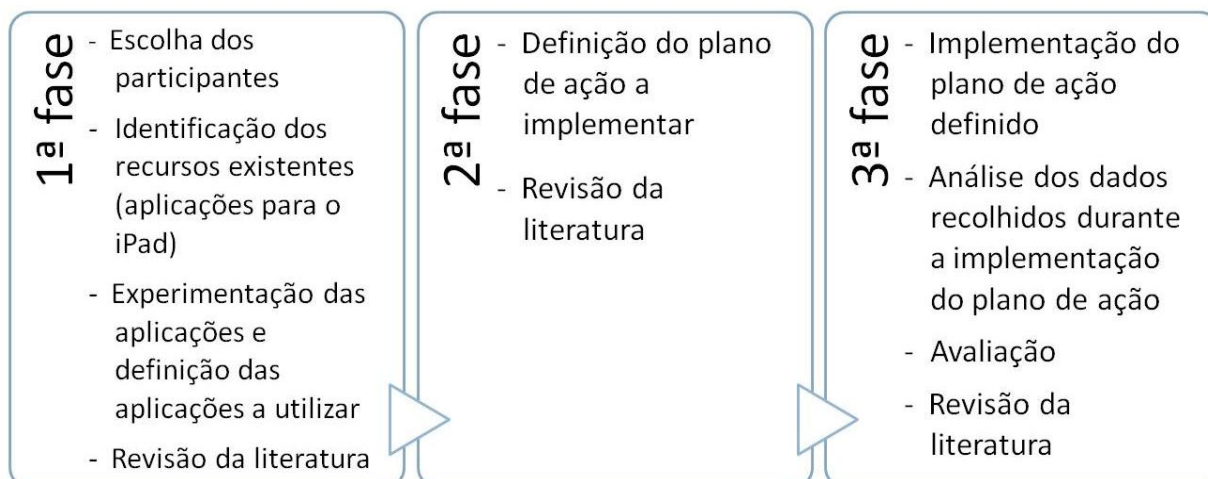 1ª fase
- Escolha dos
participantes
- Identificação dos
recursos existentes
(aplicações para o
iPad)
- Experimentação das
aplicações e
definição das
aplicações a utilizar
- Revisão da literatura
2ª fase
- Definição do plano
de ação a
implementar
- Revisão da
literatura
3ª fase
- Implementação do
plano de ação
definido
- Análise dos dados
recolhidos durante
a implementação
do plano de ação
- Avaliação
- Revisão da
literatura